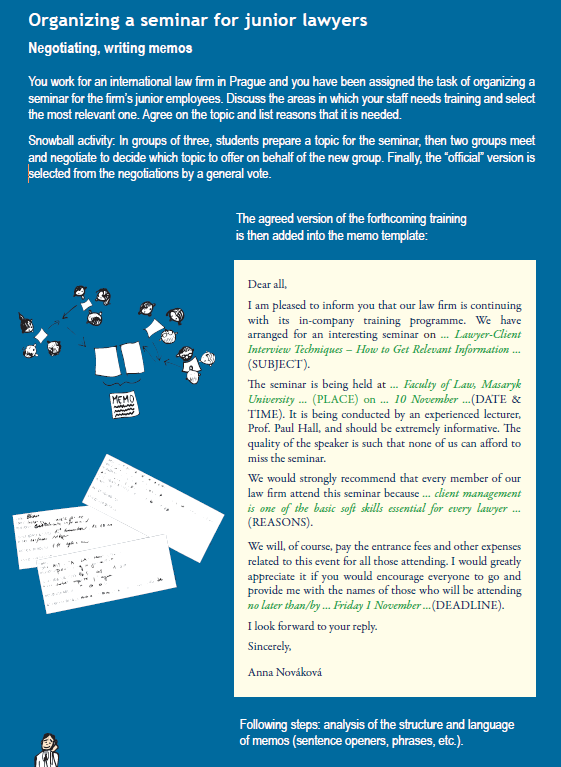 Organizing a seminar for junior lawyers
Negotiating, writing memos
You work for an international law firm in Prague and you have been assigned the task of organizing a
seminar for the firm's junior employees. Discuss the areas in which your staff needs training and select
the most relevant one. Agree on the topic and list reasons that it is needed.
Snowball activity: In groups of three, students prepare a topic for the seminar, then two groups meet
and negotiate to decide which topic to offer on behalf of the new group. Finally, the “official” version is
selected from the negotiations by a general vote.
The agreed version of the forthcoming training
is then added into the memo template:
Dear all,
I am pleased to inform you that our law firm is continuing
with its in-company training programme. We have
arranged for an interesting seminar on ... Lawyer-Client
Interview Techniques – How to Get Relevant Information ...
(SUBJECT).
The seminar is being held at ... Faculty of Law, Masaryk
University ... (PLACE) on ... 10 November ...(DATE &
TIME). It is being conducted by an experienced lecturer,
Prof. Paul Hall, and should be extremely informative. The
quality of the speaker is such that none of us can afford to
miss the seminar.
We would strongly recommend that every member of our
law firm attend this seminar because ... client management
is one of the basic soft skills essential for every lawyer ...
(REASONS).
We will, of course, pay the entrance fees and other expenses
related to this event for all those attending. I would greatly
appreciate it if you would encourage everyone to go and
provide me with the names of those who will be attending
no later than/by ... Friday 1 November ...(DEADLINE).
I look forward to your reply.
Sincerely,
Anna Nováková
MEMO
Following steps: analysis of the structure and language
of memos (sentence openers, phrases, etc.).